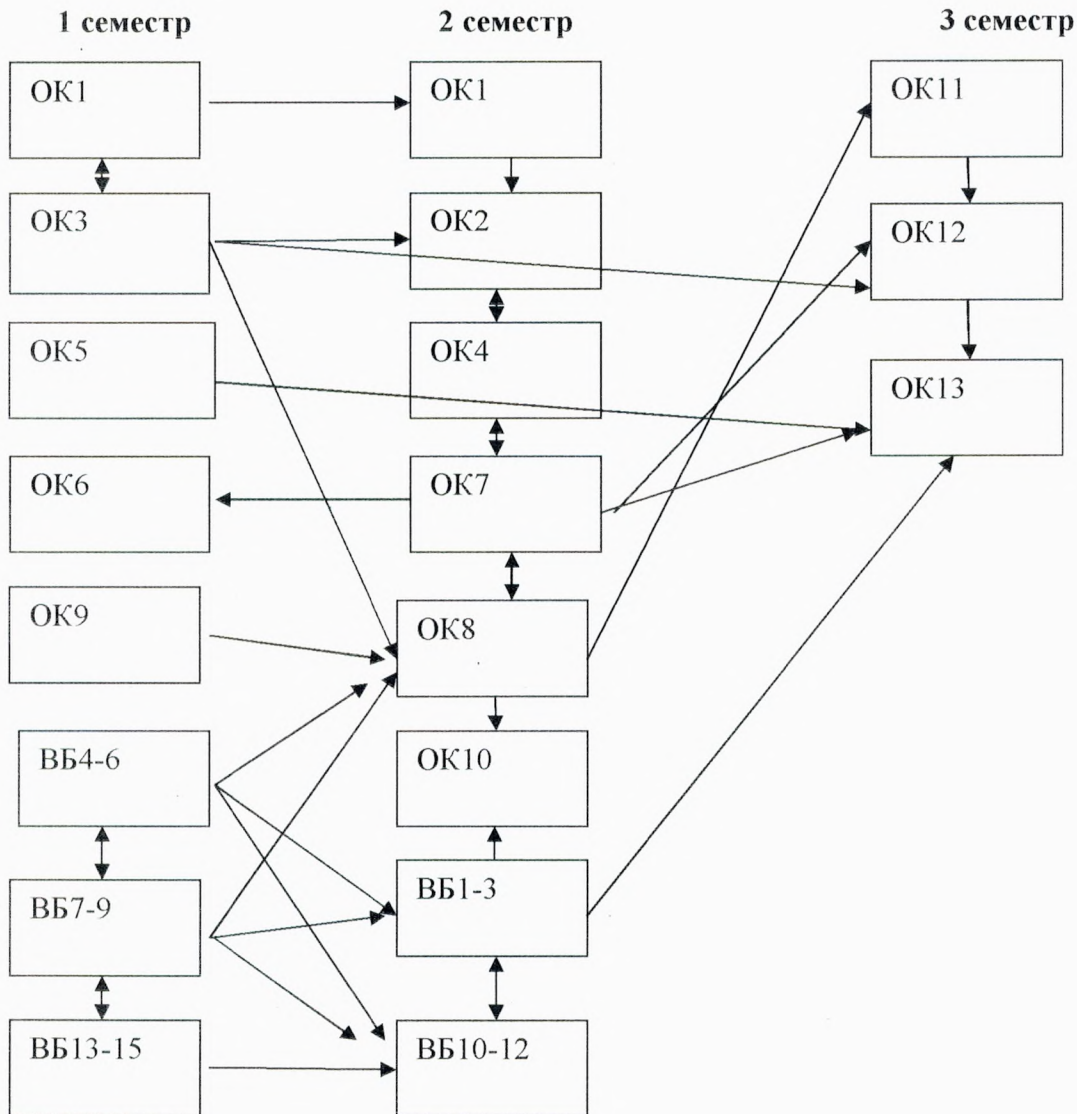 1 семестр 2 семестр 3 семестр
ОК1 ОК1 ОК11
ОК3 ОК2 ОК12
ОК5 ОК4 ОК13
ОК6 ОК7
ОК9 ОК8
ВБ4-6 ОК10
ВБ7-9 ВБ1-3
ВБ13-15 ВБ10-12